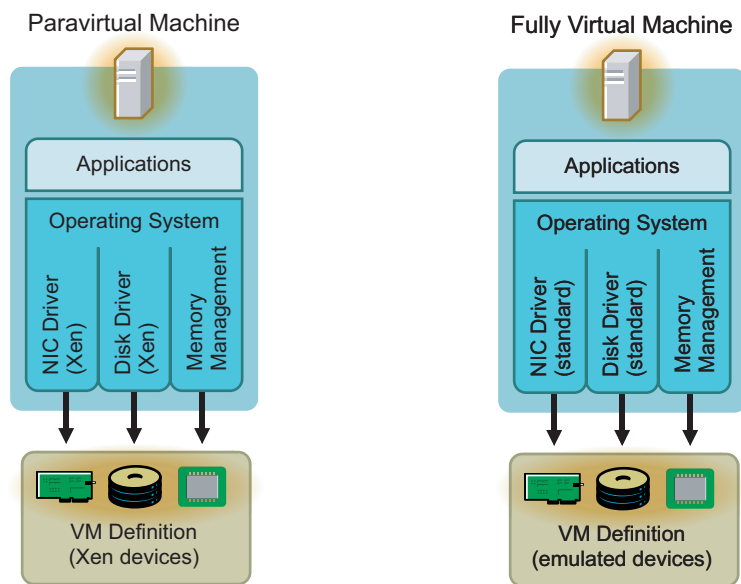 Paravirtual Machine
Applications
Operating System
NIC Driver
(Xen)
Disk Driver
(Xen)
Memory
Management
VM Definition
(Xen devices)
Fully Virtual Machine
Applications
Operating System
NIC Driver
(standard)
Disk Driver
(standard)
Memory
Management
VM Definition
(emulated devices)